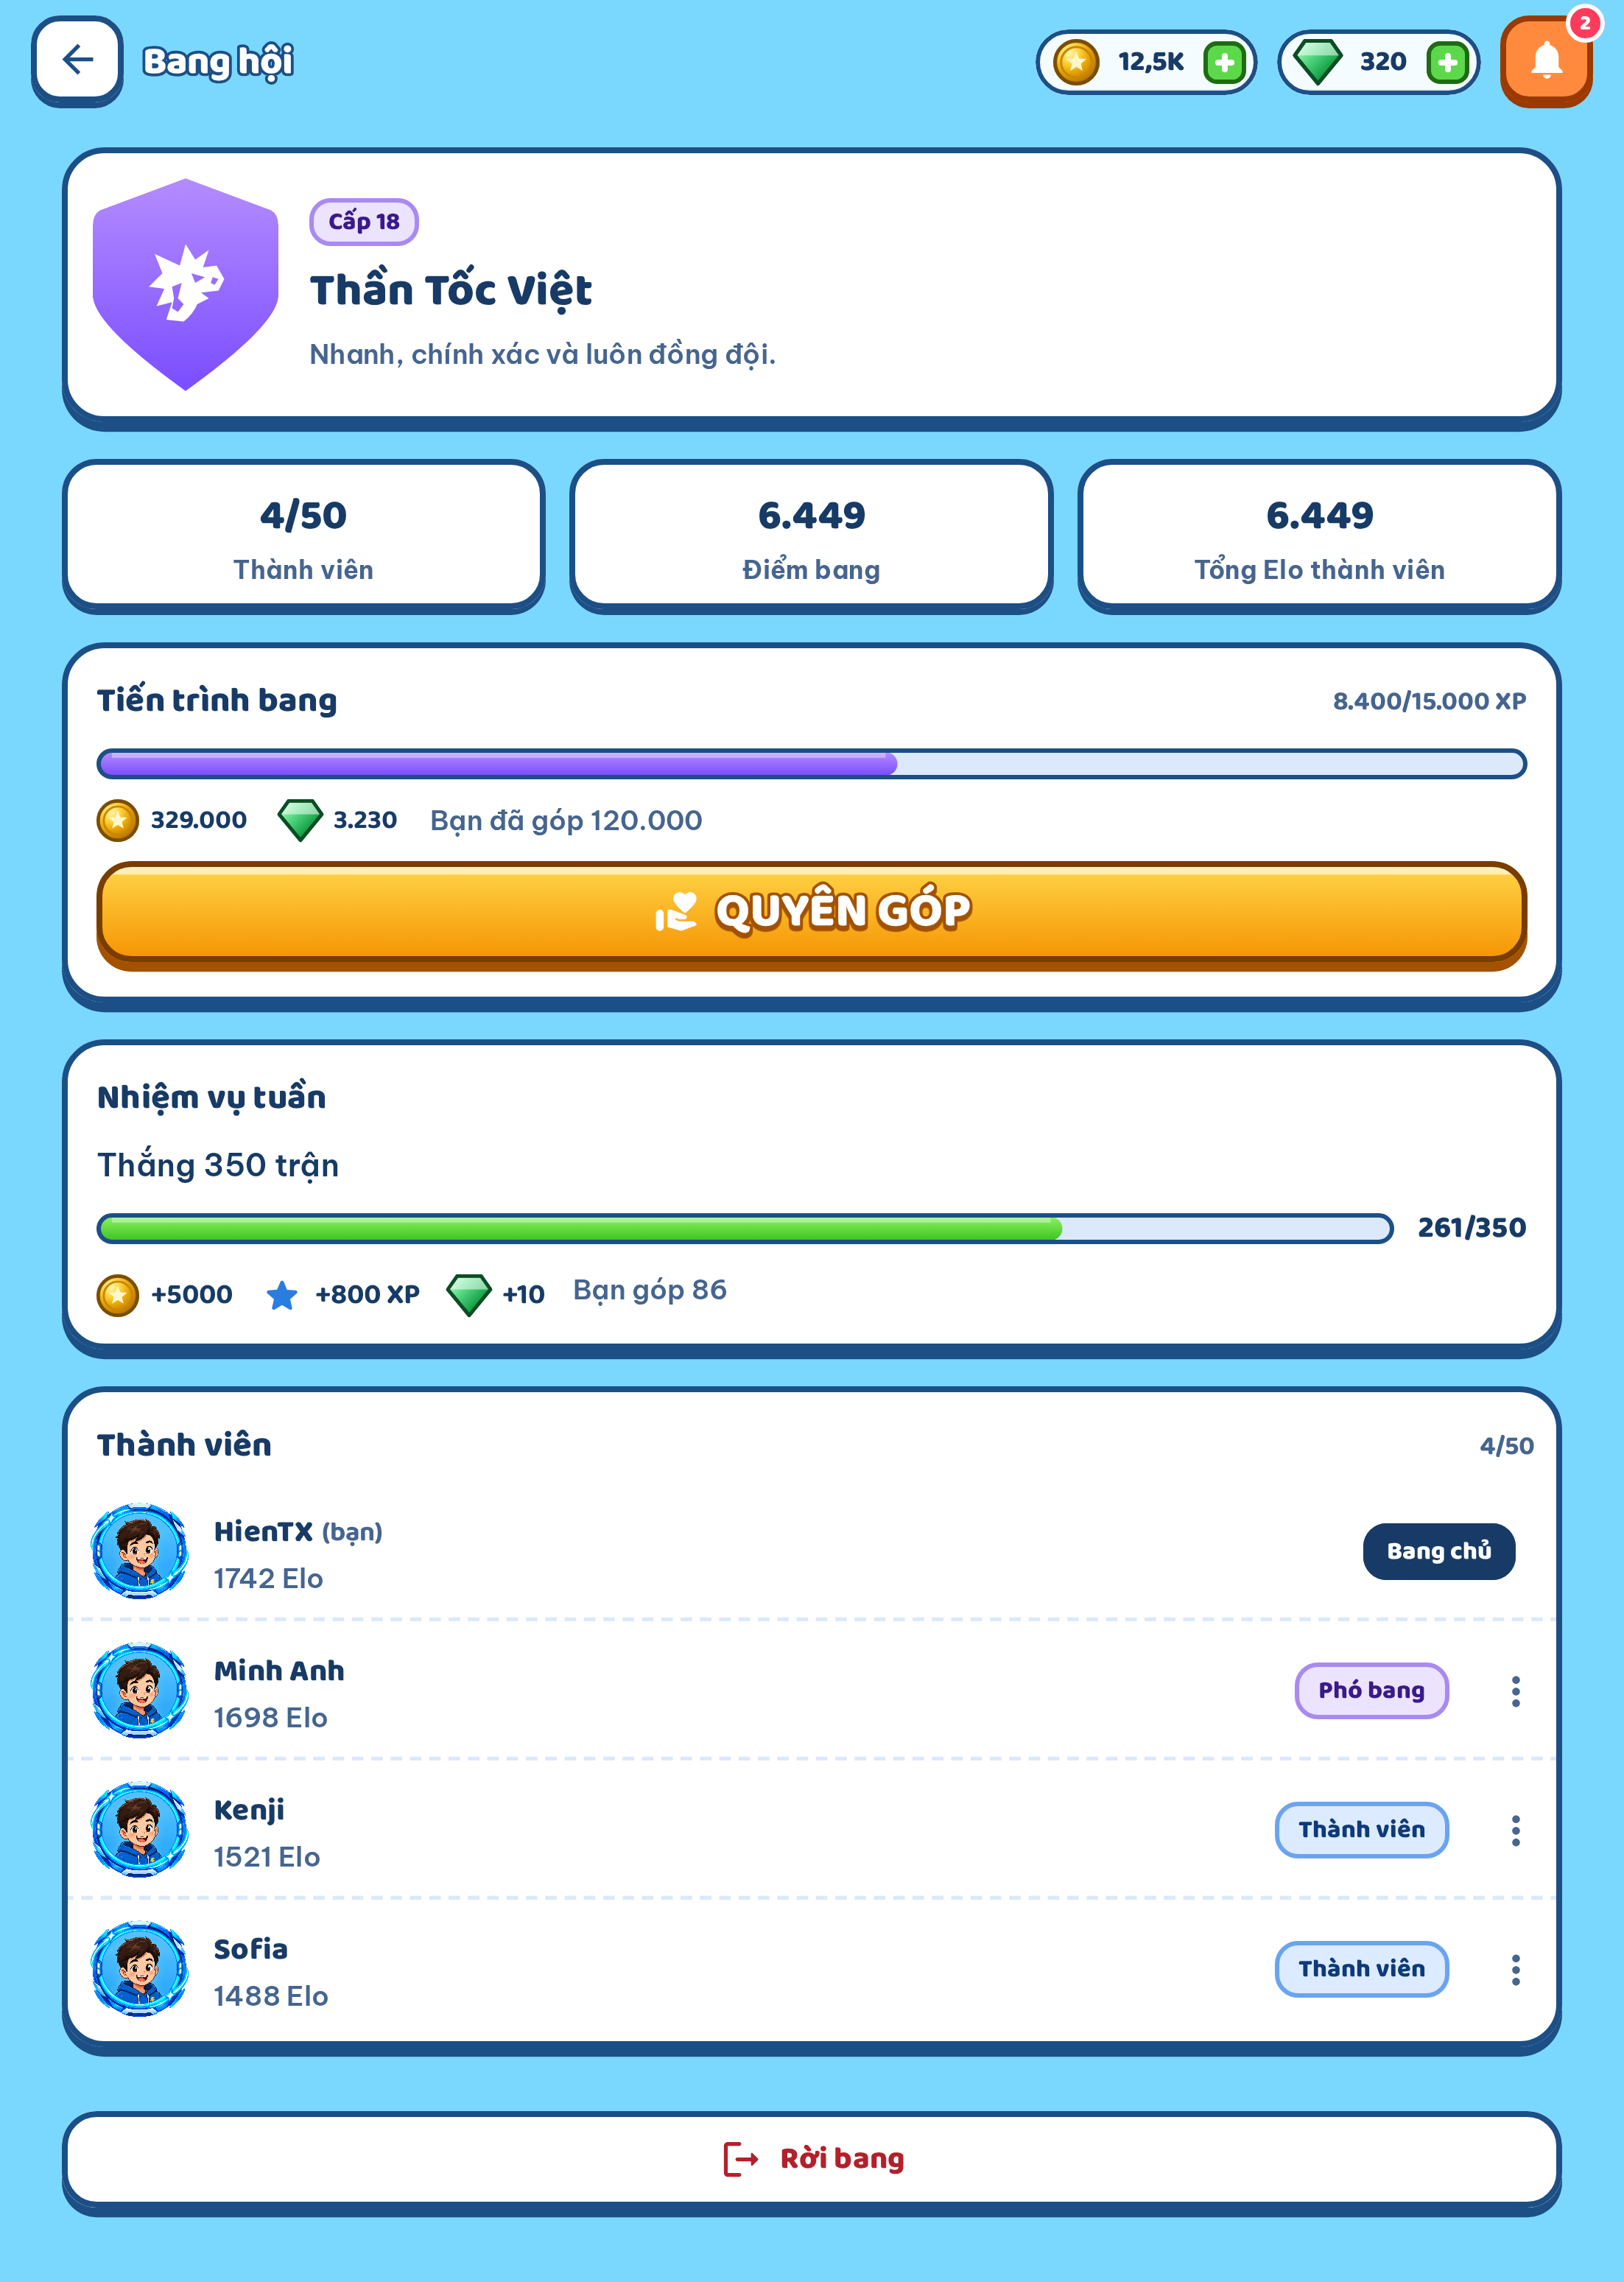 Bang hội
12,5K
320
2
Cấp 18
Thần Tốc Việt
Nhanh, chính xác và luôn đồng đội.
4/50
Thành viên
6.449
Điểm bang
6.449
Tổng Elo thành viên
Tiến trình bang
8.400/15.000 XP
329.000
3.230
Bạn đã góp 120.000
QUYÊN GÓP
Nhiệm vụ tuần
Thắng 350 trận
261/350
+5000
+800 XP
+10
Bạn góp 86
Thành viên
4/50
HienTX (bạn)
1742 Elo
Bang chủ
Minh Anh
1698 Elo
Phó bang
Kenji
1521 Elo
Thành viên
Sofia
1488 Elo
Thành viên
Rời bang